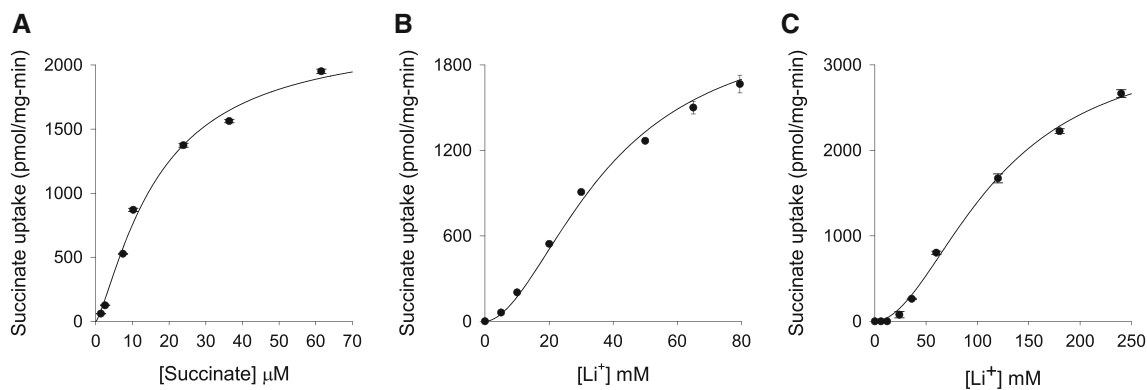 A
Succinate uptake (pmol/mg-min)
2000
1500
1000
500
0
0 10 20 30 40 50 60 70
[Succinate] μM
B
Succinate uptake (pmol/mg-min)
1800
1200
600
0
0 20 40 60 80
[Li⁺] mM
C
Succinate uptake (pmol/mg-min)
3000
2000
1000
0
0 50 100 150 200 250
[Li⁺] mM